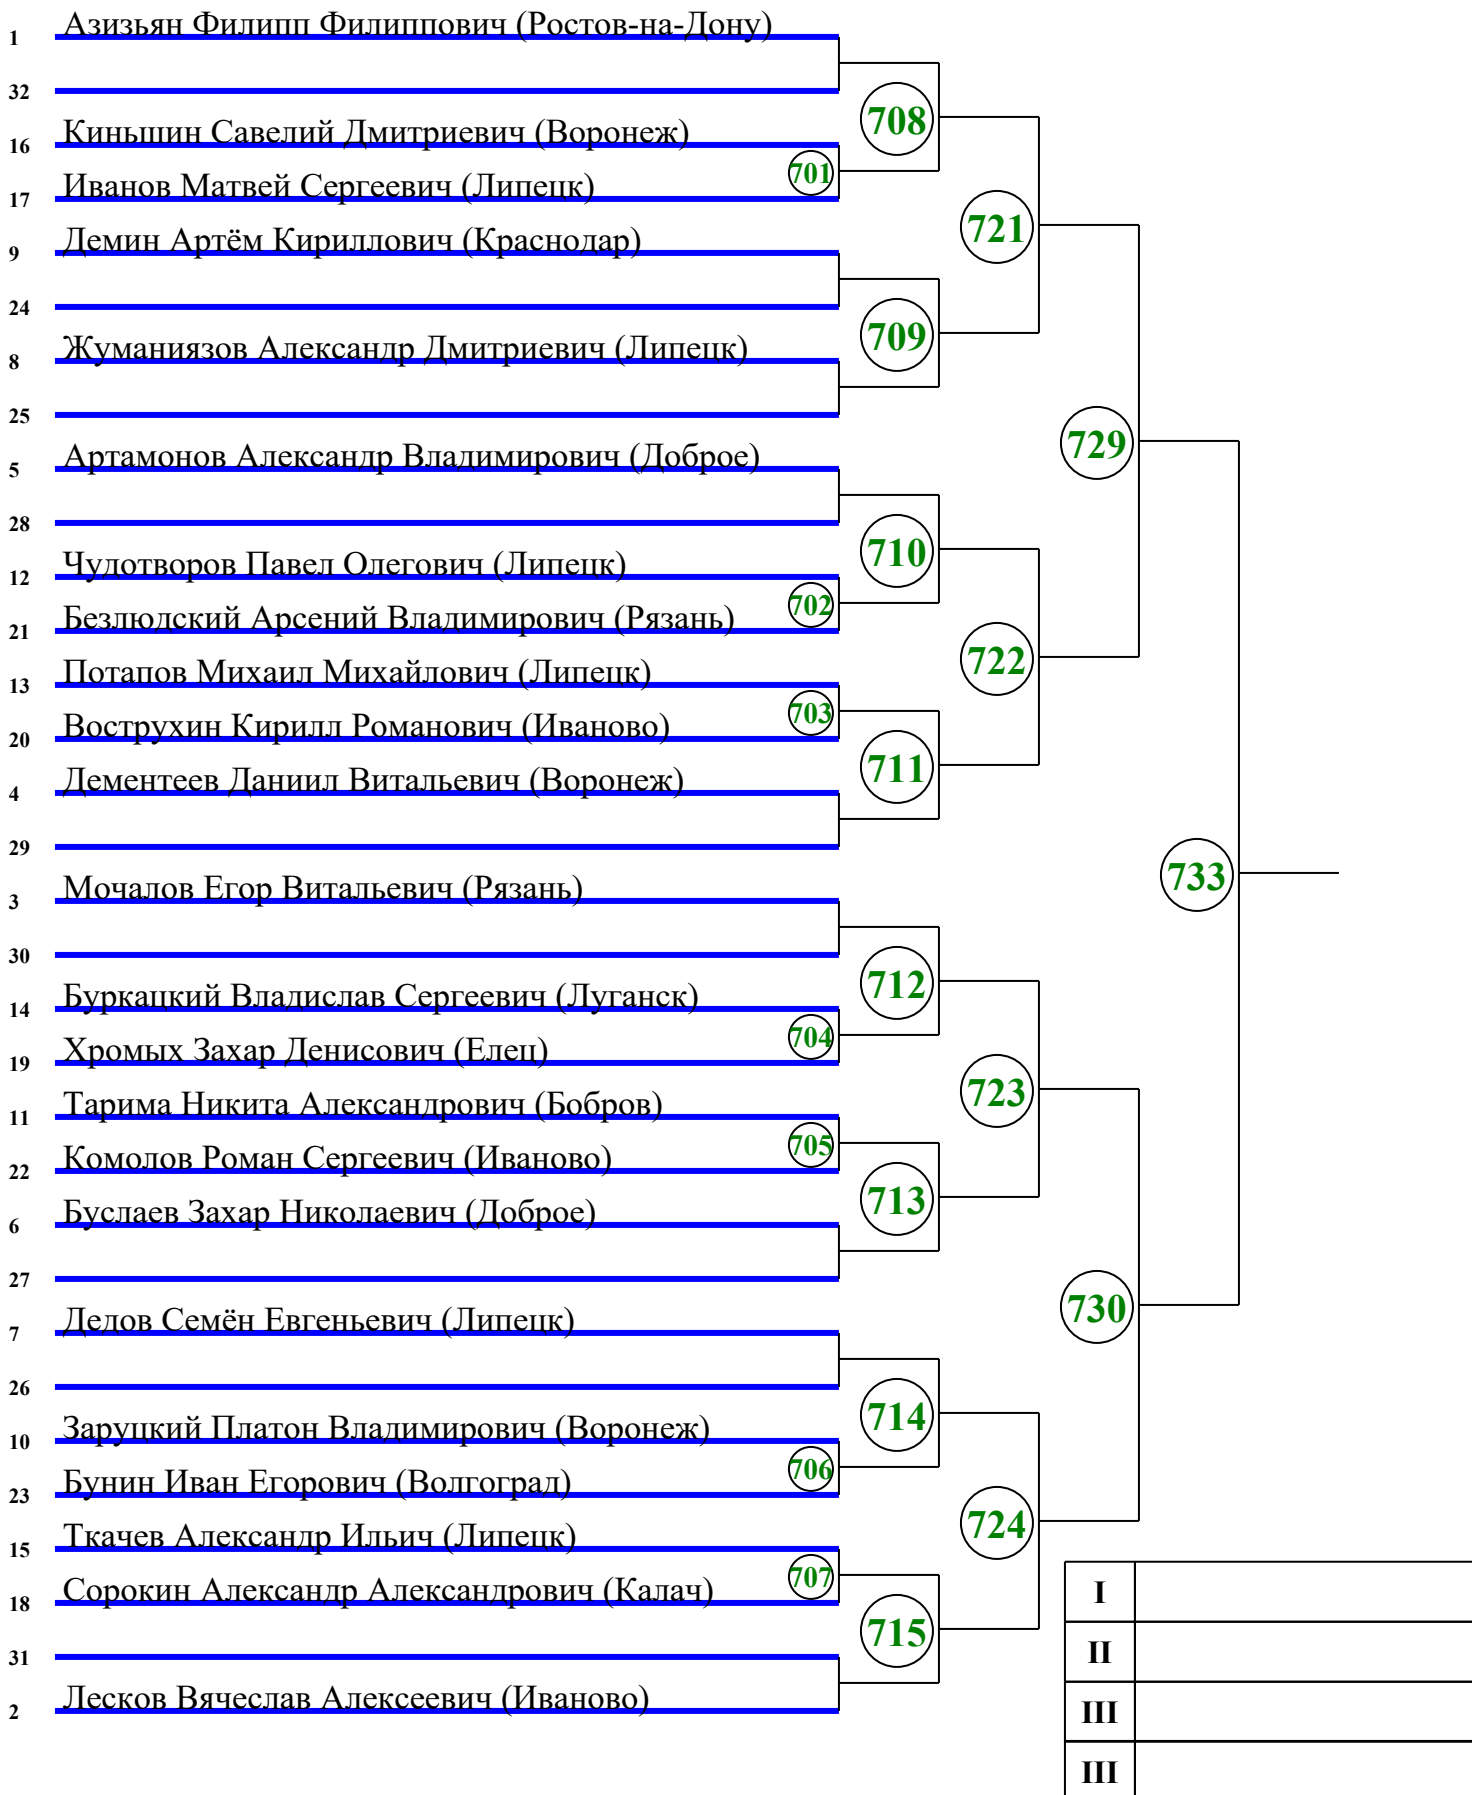 1 Азизьян Филипп Филиппович (Ростов-на-Дону)
32
708
16 Киньшин Савелий Дмитриевич (Воронеж)
701
17 Иванов Матвей Сергеевич (Липецк)
721
9 Демин Артём Кириллович (Краснодар)
24
709
8 Жуманиязов Александр Дмитриевич (Липецк)
25
729
5 Артамонов Александр Владимирович (Доброе)
28
710
12 Чудотворов Павел Олегович (Липецк)
702
21 Безлюдский Арсений Владимирович (Рязань)
722
13 Потапов Михаил Михайлович (Липецк)
703
20 Вострухин Кирилл Романович (Иваново)
711
4 Дементеев Даниил Витальевич (Воронеж)
29
733
3 Мочалов Егор Витальевич (Рязань)
30
712
14 Буркацкий Владислав Сергеевич (Луганск)
704
19 Хромых Захар Денисович (Елец)
723
11 Тарима Никита Александрович (Бобров)
705
22 Комолов Роман Сергеевич (Иваново)
713
6 Буслаев Захар Николаевич (Доброе)
27
730
7 Дедов Семён Евгеньевич (Липецк)
26
714
10 Заруцкий Платон Владимирович (Воронеж)
706
23 Бунин Иван Егорович (Волгоград)
724
15 Ткачев Александр Ильич (Липецк)
707
18 Сорокин Александр Александрович (Калач)
715
31
2 Лесков Вячеслав Алексеевич (Иваново)
I
II
III
III